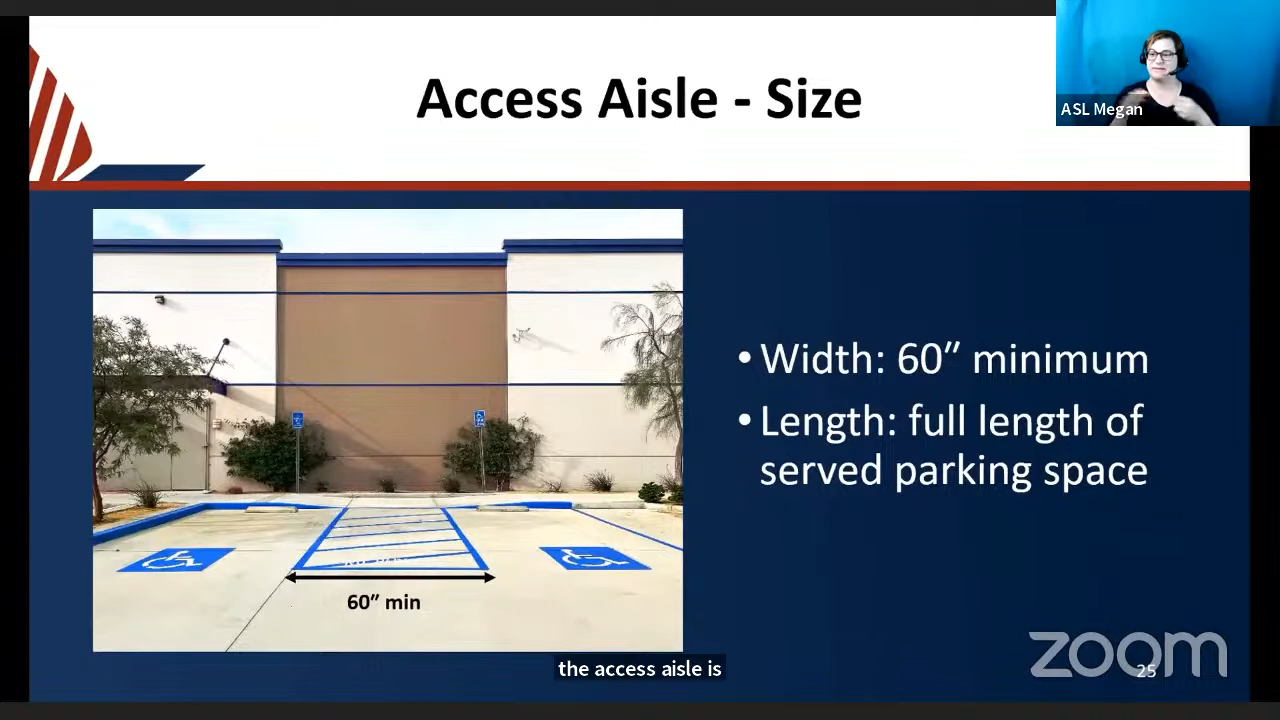 Access Aisle - Size
ASL Megan
• Width: 60″ minimum
• Length: full length of
served parking space
60″ min
the access aisle is
zoom
25